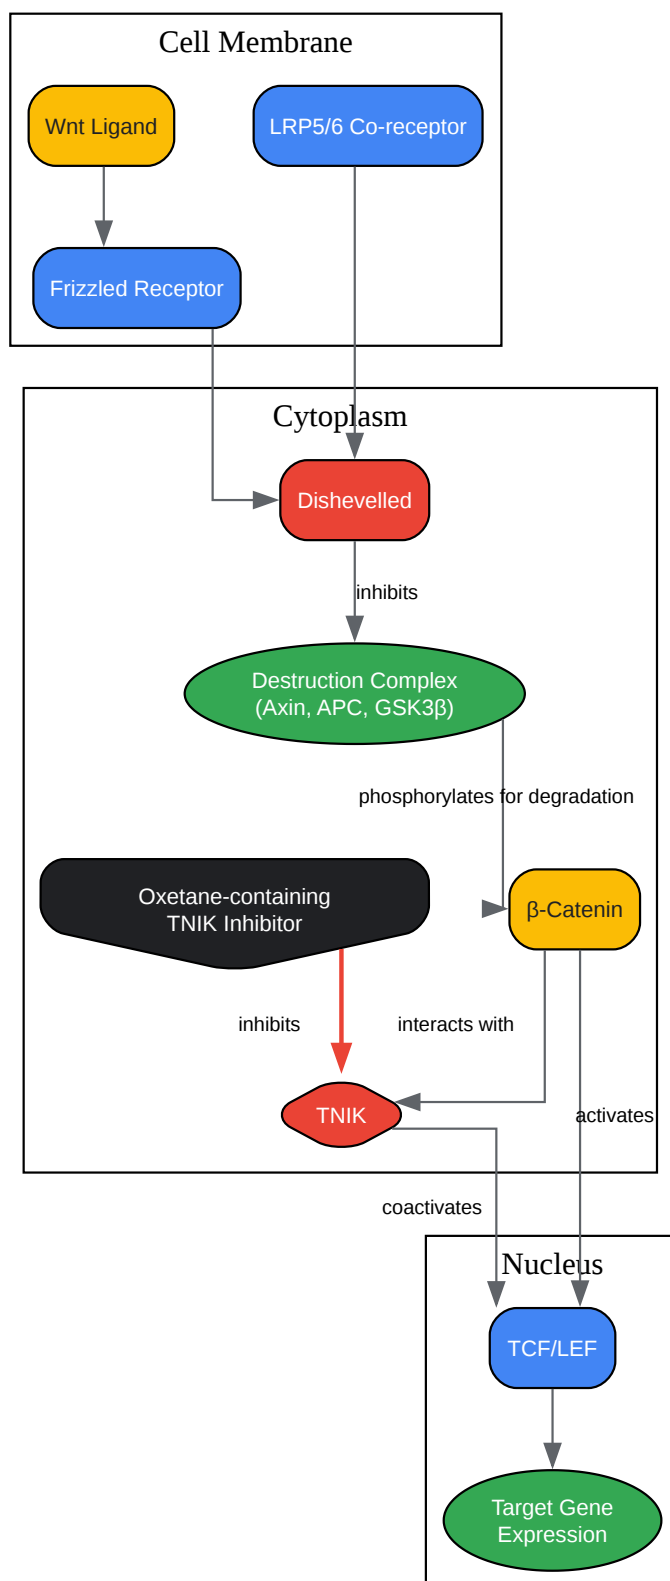 Cell Membrane
Wnt Ligand
LRP5/6 Co-receptor
Frizzled Receptor
Cytoplasm
Dishevelled
inhibits
Destruction Complex
(Axin, APC, GSK3β)
phosphorylates for degradation
Oxetane-containing
TNIK Inhibitor
β-Catenin
inhibits
interacts with
TNIK
activates
coactivates
Nucleus
TCF/LEF
Target Gene
Expression